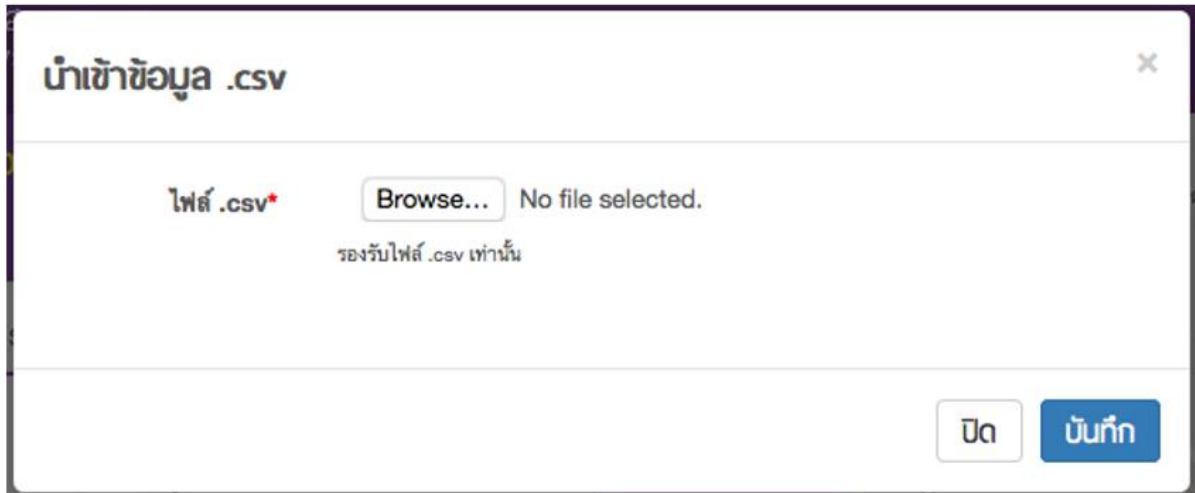 นำเข้าข้อมูล .csv
×
ไฟล์ .csv* Browse... No file selected.
รองรับไฟล์ .csv เท่านั้น
ปิด บันทึก